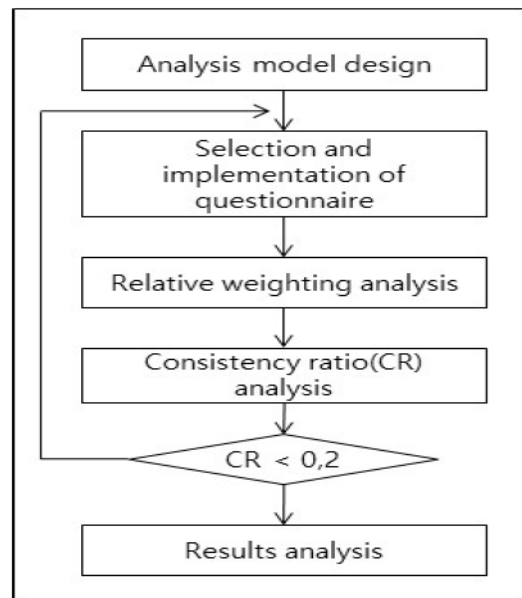 Analysis model design
Selection and
implementation of
questionnaire
Relative weighting analysis
Consistency ratio(CR)
analysis
CR < 0,2
Results analysis